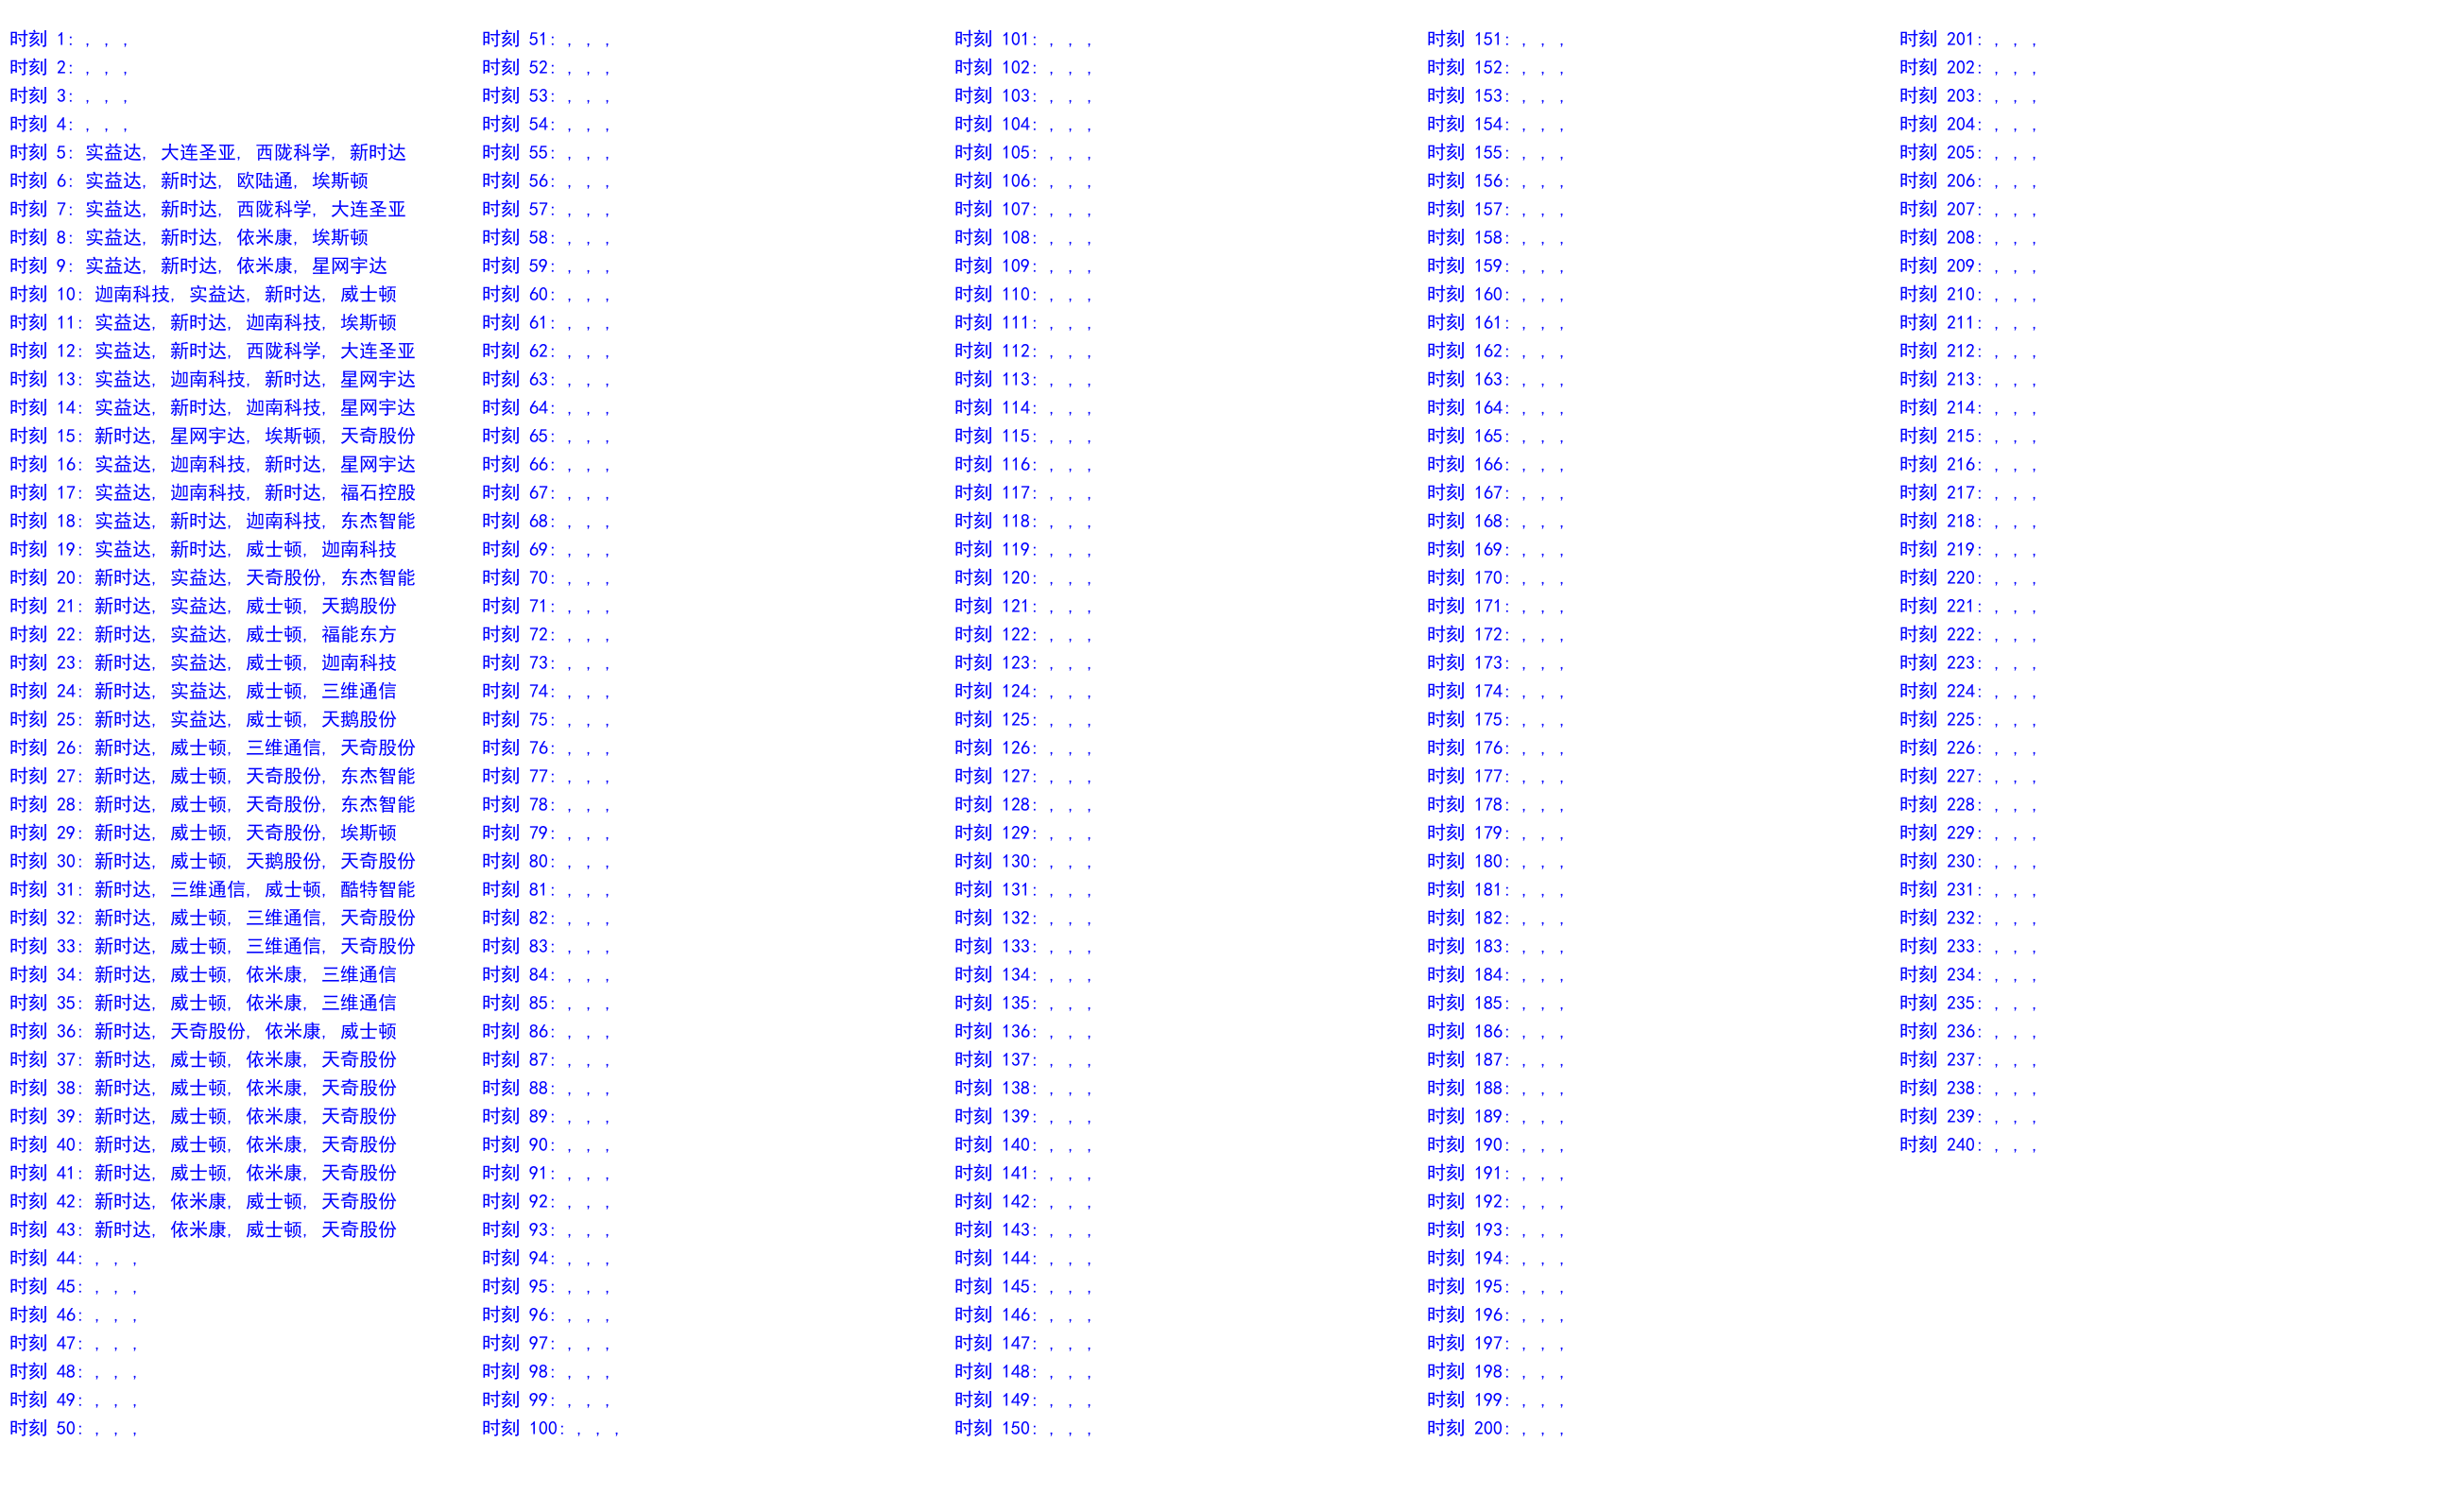 时刻 1: , , ,
时刻 2: , , ,
时刻 3: , , ,
时刻 4: , , ,
时刻 5: 实益达, 大连圣亚, 西陇科学, 新时达
时刻 6: 实益达, 新时达, 欧陆通, 埃斯顿
时刻 7: 实益达, 新时达, 西陇科学, 大连圣亚
时刻 8: 实益达, 新时达, 依米康, 埃斯顿
时刻 9: 实益达, 新时达, 依米康, 星网宇达
时刻 10: 迦南科技, 实益达, 新时达, 威士顿
时刻 11: 实益达, 新时达, 迦南科技, 埃斯顿
时刻 12: 实益达, 新时达, 西陇科学, 大连圣亚
时刻 13: 实益达, 迦南科技, 新时达, 星网宇达
时刻 14: 实益达, 新时达, 迦南科技, 星网宇达
时刻 15: 新时达, 星网宇达, 埃斯顿, 天奇股份
时刻 16: 实益达, 迦南科技, 新时达, 星网宇达
时刻 17: 实益达, 迦南科技, 新时达, 福石控股
时刻 18: 实益达, 新时达, 迦南科技, 东杰智能
时刻 19: 实益达, 新时达, 威士顿, 迦南科技
时刻 20: 新时达, 实益达, 天奇股份, 东杰智能
时刻 21: 新时达, 实益达, 威士顿, 天鹅股份
时刻 22: 新时达, 实益达, 威士顿, 福能东方
时刻 23: 新时达, 实益达, 威士顿, 迦南科技
时刻 24: 新时达, 实益达, 威士顿, 三维通信
时刻 25: 新时达, 实益达, 威士顿, 天鹅股份
时刻 26: 新时达, 威士顿, 三维通信, 天奇股份
时刻 27: 新时达, 威士顿, 天奇股份, 东杰智能
时刻 28: 新时达, 威士顿, 天奇股份, 东杰智能
时刻 29: 新时达, 威士顿, 天奇股份, 埃斯顿
时刻 30: 新时达, 威士顿, 天鹅股份, 天奇股份
时刻 31: 新时达, 三维通信, 威士顿, 酷特智能
时刻 32: 新时达, 威士顿, 三维通信, 天奇股份
时刻 33: 新时达, 威士顿, 三维通信, 天奇股份
时刻 34: 新时达, 威士顿, 依米康, 三维通信
时刻 35: 新时达, 威士顿, 依米康, 三维通信
时刻 36: 新时达, 天奇股份, 依米康, 威士顿
时刻 37: 新时达, 威士顿, 依米康, 天奇股份
时刻 38: 新时达, 威士顿, 依米康, 天奇股份
时刻 39: 新时达, 威士顿, 依米康, 天奇股份
时刻 40: 新时达, 威士顿, 依米康, 天奇股份
时刻 41: 新时达, 威士顿, 依米康, 天奇股份
时刻 42: 新时达, 依米康, 威士顿, 天奇股份
时刻 43: 新时达, 依米康, 威士顿, 天奇股份
时刻 44: , , ,
时刻 45: , , ,
时刻 46: , , ,
时刻 47: , , ,
时刻 48: , , ,
时刻 49: , , ,
时刻 50: , , ,
时刻 51: , , ,
时刻 52: , , ,
时刻 53: , , ,
时刻 54: , , ,
时刻 55: , , ,
时刻 56: , , ,
时刻 57: , , ,
时刻 58: , , ,
时刻 59: , , ,
时刻 60: , , ,
时刻 61: , , ,
时刻 62: , , ,
时刻 63: , , ,
时刻 64: , , ,
时刻 65: , , ,
时刻 66: , , ,
时刻 67: , , ,
时刻 68: , , ,
时刻 69: , , ,
时刻 70: , , ,
时刻 71: , , ,
时刻 72: , , ,
时刻 73: , , ,
时刻 74: , , ,
时刻 75: , , ,
时刻 76: , , ,
时刻 77: , , ,
时刻 78: , , ,
时刻 79: , , ,
时刻 80: , , ,
时刻 81: , , ,
时刻 82: , , ,
时刻 83: , , ,
时刻 84: , , ,
时刻 85: , , ,
时刻 86: , , ,
时刻 87: , , ,
时刻 88: , , ,
时刻 89: , , ,
时刻 90: , , ,
时刻 91: , , ,
时刻 92: , , ,
时刻 93: , , ,
时刻 94: , , ,
时刻 95: , , ,
时刻 96: , , ,
时刻 97: , , ,
时刻 98: , , ,
时刻 99: , , ,
时刻 100: , , ,
时刻 101: , , ,
时刻 102: , , ,
时刻 103: , , ,
时刻 104: , , ,
时刻 105: , , ,
时刻 106: , , ,
时刻 107: , , ,
时刻 108: , , ,
时刻 109: , , ,
时刻 110: , , ,
时刻 111: , , ,
时刻 112: , , ,
时刻 113: , , ,
时刻 114: , , ,
时刻 115: , , ,
时刻 116: , , ,
时刻 117: , , ,
时刻 118: , , ,
时刻 119: , , ,
时刻 120: , , ,
时刻 121: , , ,
时刻 122: , , ,
时刻 123: , , ,
时刻 124: , , ,
时刻 125: , , ,
时刻 126: , , ,
时刻 127: , , ,
时刻 128: , , ,
时刻 129: , , ,
时刻 130: , , ,
时刻 131: , , ,
时刻 132: , , ,
时刻 133: , , ,
时刻 134: , , ,
时刻 135: , , ,
时刻 136: , , ,
时刻 137: , , ,
时刻 138: , , ,
时刻 139: , , ,
时刻 140: , , ,
时刻 141: , , ,
时刻 142: , , ,
时刻 143: , , ,
时刻 144: , , ,
时刻 145: , , ,
时刻 146: , , ,
时刻 147: , , ,
时刻 148: , , ,
时刻 149: , , ,
时刻 150: , , ,
时刻 151: , , ,
时刻 152: , , ,
时刻 153: , , ,
时刻 154: , , ,
时刻 155: , , ,
时刻 156: , , ,
时刻 157: , , ,
时刻 158: , , ,
时刻 159: , , ,
时刻 160: , , ,
时刻 161: , , ,
时刻 162: , , ,
时刻 163: , , ,
时刻 164: , , ,
时刻 165: , , ,
时刻 166: , , ,
时刻 167: , , ,
时刻 168: , , ,
时刻 169: , , ,
时刻 170: , , ,
时刻 171: , , ,
时刻 172: , , ,
时刻 173: , , ,
时刻 174: , , ,
时刻 175: , , ,
时刻 176: , , ,
时刻 177: , , ,
时刻 178: , , ,
时刻 179: , , ,
时刻 180: , , ,
时刻 181: , , ,
时刻 182: , , ,
时刻 183: , , ,
时刻 184: , , ,
时刻 185: , , ,
时刻 186: , , ,
时刻 187: , , ,
时刻 188: , , ,
时刻 189: , , ,
时刻 190: , , ,
时刻 191: , , ,
时刻 192: , , ,
时刻 193: , , ,
时刻 194: , , ,
时刻 195: , , ,
时刻 196: , , ,
时刻 197: , , ,
时刻 198: , , ,
时刻 199: , , ,
时刻 200: , , ,
时刻 201: , , ,
时刻 202: , , ,
时刻 203: , , ,
时刻 204: , , ,
时刻 205: , , ,
时刻 206: , , ,
时刻 207: , , ,
时刻 208: , , ,
时刻 209: , , ,
时刻 210: , , ,
时刻 211: , , ,
时刻 212: , , ,
时刻 213: , , ,
时刻 214: , , ,
时刻 215: , , ,
时刻 216: , , ,
时刻 217: , , ,
时刻 218: , , ,
时刻 219: , , ,
时刻 220: , , ,
时刻 221: , , ,
时刻 222: , , ,
时刻 223: , , ,
时刻 224: , , ,
时刻 225: , , ,
时刻 226: , , ,
时刻 227: , , ,
时刻 228: , , ,
时刻 229: , , ,
时刻 230: , , ,
时刻 231: , , ,
时刻 232: , , ,
时刻 233: , , ,
时刻 234: , , ,
时刻 235: , , ,
时刻 236: , , ,
时刻 237: , , ,
时刻 238: , , ,
时刻 239: , , ,
时刻 240: , , ,